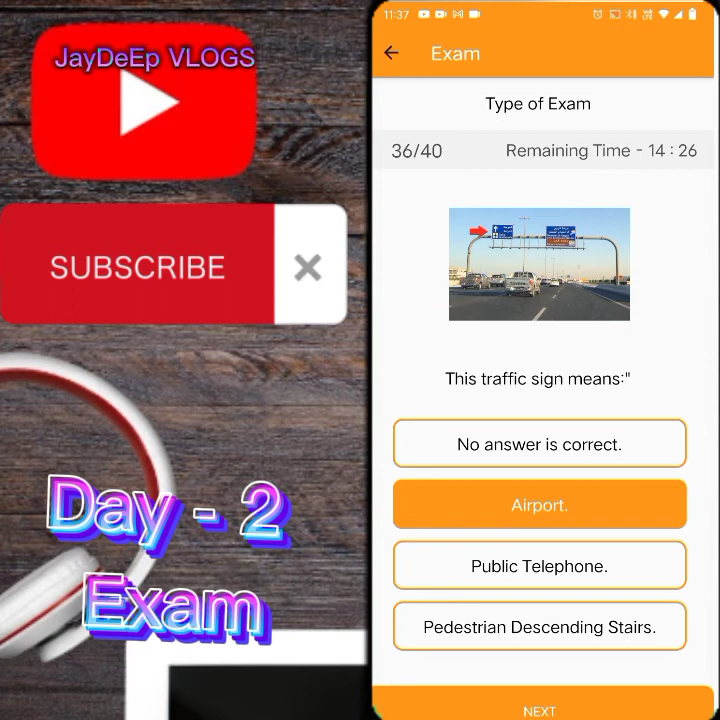 JayDeEp VLOGS
SUBSCRIBE
Day - 2
Exam
11:37
Exam
Type of Exam
36/40
Remaining Time - 14 : 26
This traffic sign means:"
No answer is correct.
Airport.
Public Telephone.
Pedestrian Descending Stairs.
NEXT